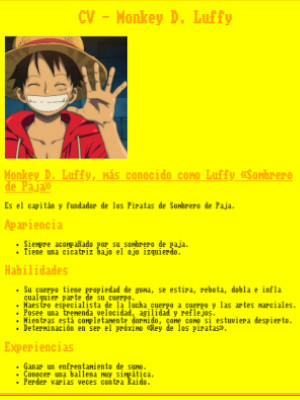 CV - Monkey D. Luffy
Monkey D. Luffy, más conocido como Luffy «Sombrero
de Paja»
Es el capitán y fundador de los Piratas de Sombrero de Paja.
Apariencia
Siempre acompañado por su sombrero de paja.
Tiene una cicatriz bajo el ojo izquierdo.
Habilidades
Su cuerpo tiene propiedad de goma, se estira, rebota, dobla e infla
cualquier parte de su cuerpo.
Maestro especialista de la lucha cuerpo a cuerpo y las artes marciales.
Posee una tremenda velocidad, agilidad y reflejos.
Mientras está completamente dormido, come como si estuviera despierto.
Determinación en ser el próximo «Rey de los piratas».
Experiencias
Ganar un enfrentamiento de sumo.
Conocer una ballena muy simpática.
Perder varias veces contra Kaido.